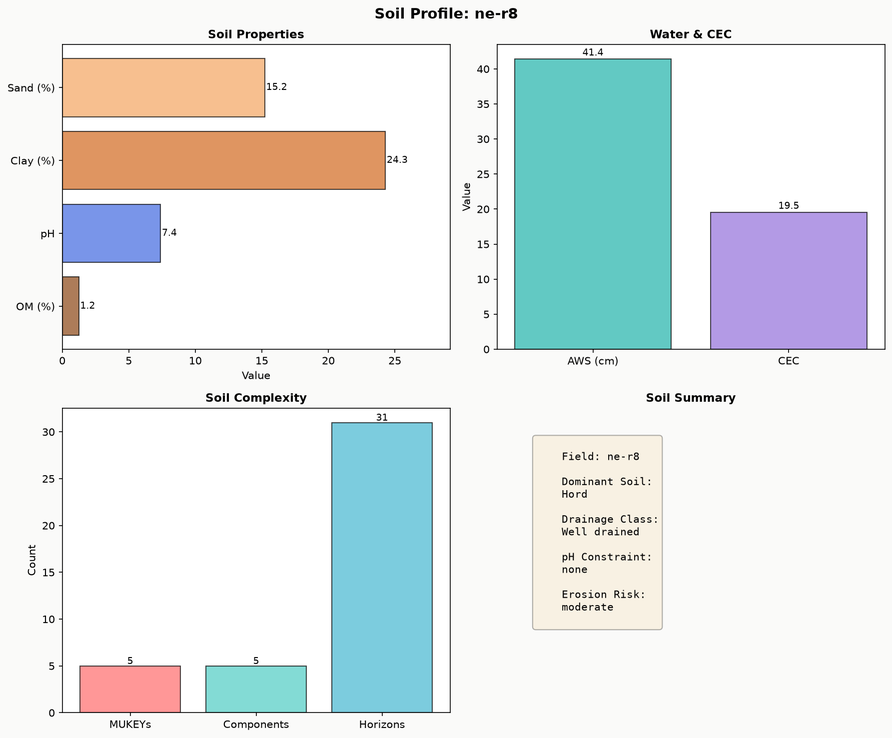 Soil Profile: ne-r8
Soil Properties
Sand (%)
15.2
Clay (%)
24.3
pH
7.4
OM (%)
1.2
0 5 10 15 20 25
Value
Water & CEC
Value
40
35
30
25
20
15
10
5
0
41.4
19.5
AWS (cm) CEC
Soil Complexity
Count
30
25
20
15
10
5
0
5
5
31
MUKEYs Components Horizons
Soil Summary
Field: ne-r8
Dominant Soil:
Hord
Drainage Class:
Well drained
pH Constraint:
none
Erosion Risk:
moderate